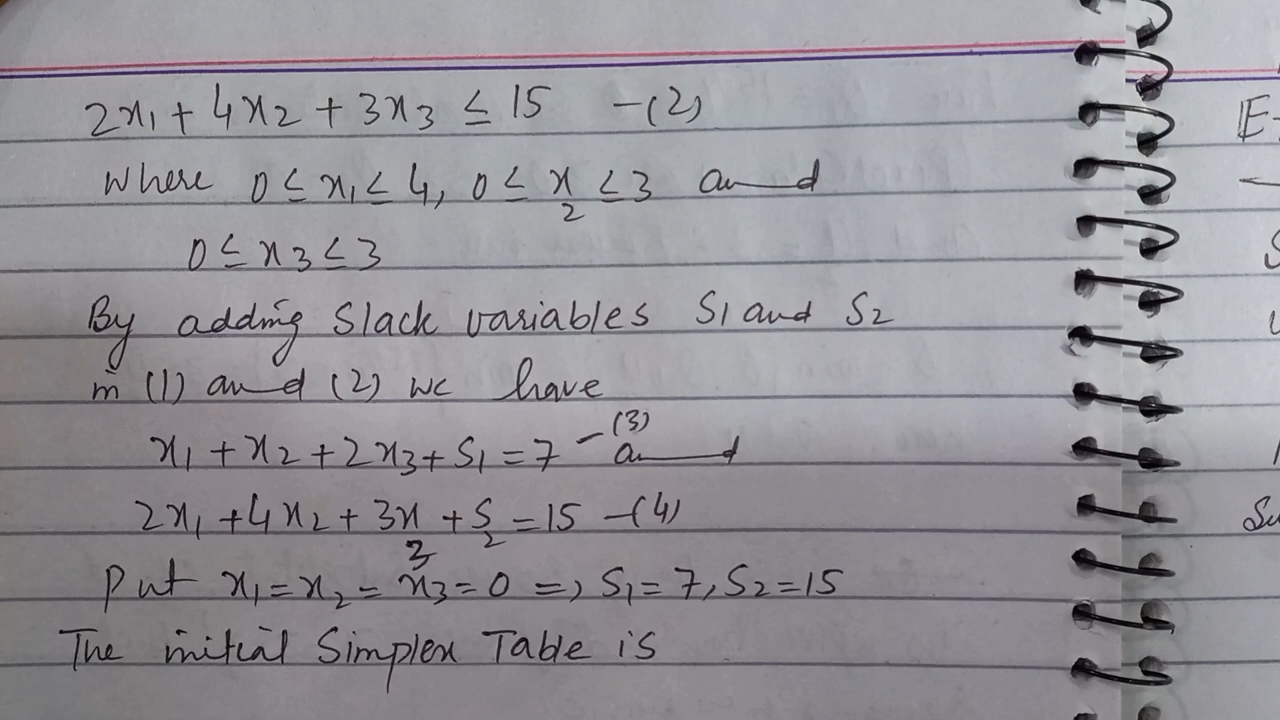 2x₁ + 4x₂ + 3x₃ ≤ 15 -(2)
where 0 ≤ x₁ ≤ 4, 0 ≤ x₂ ≤ 3 and
0 ≤ x₃ ≤ 3
By adding Slack variables S₁ and S₂
in (1) and (2) we have
x₁ + x₂ + 2x₃ + S₁ = 7 -(3) and
2x₁ + 4x₂ + 3x₃ + S₂ = 15 -(4)
Put x₁ = x₂ = x₃ = 0 => S₁ = 7, S₂ = 15
The initial Simplex Table is